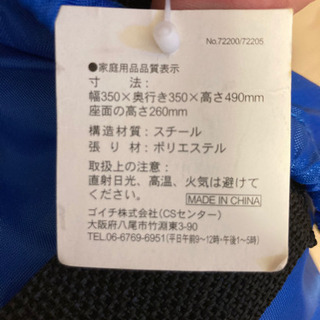 No.72200/72205
●家庭用品品質表示
寸法:
幅350×奥行き350×高さ490mm
座面の高さ260mm
構造材質:スチール
張り材:ポリエステル
取扱上の注意:
直射日光、高温、火気は避けて
ください。 MADE IN CHINA
ゴイチ株式会社(CSセンター)
大阪府八尾市竹渕東3-90
TEL.06-6769-6951(平日午前9〜12時・午後1〜5時)